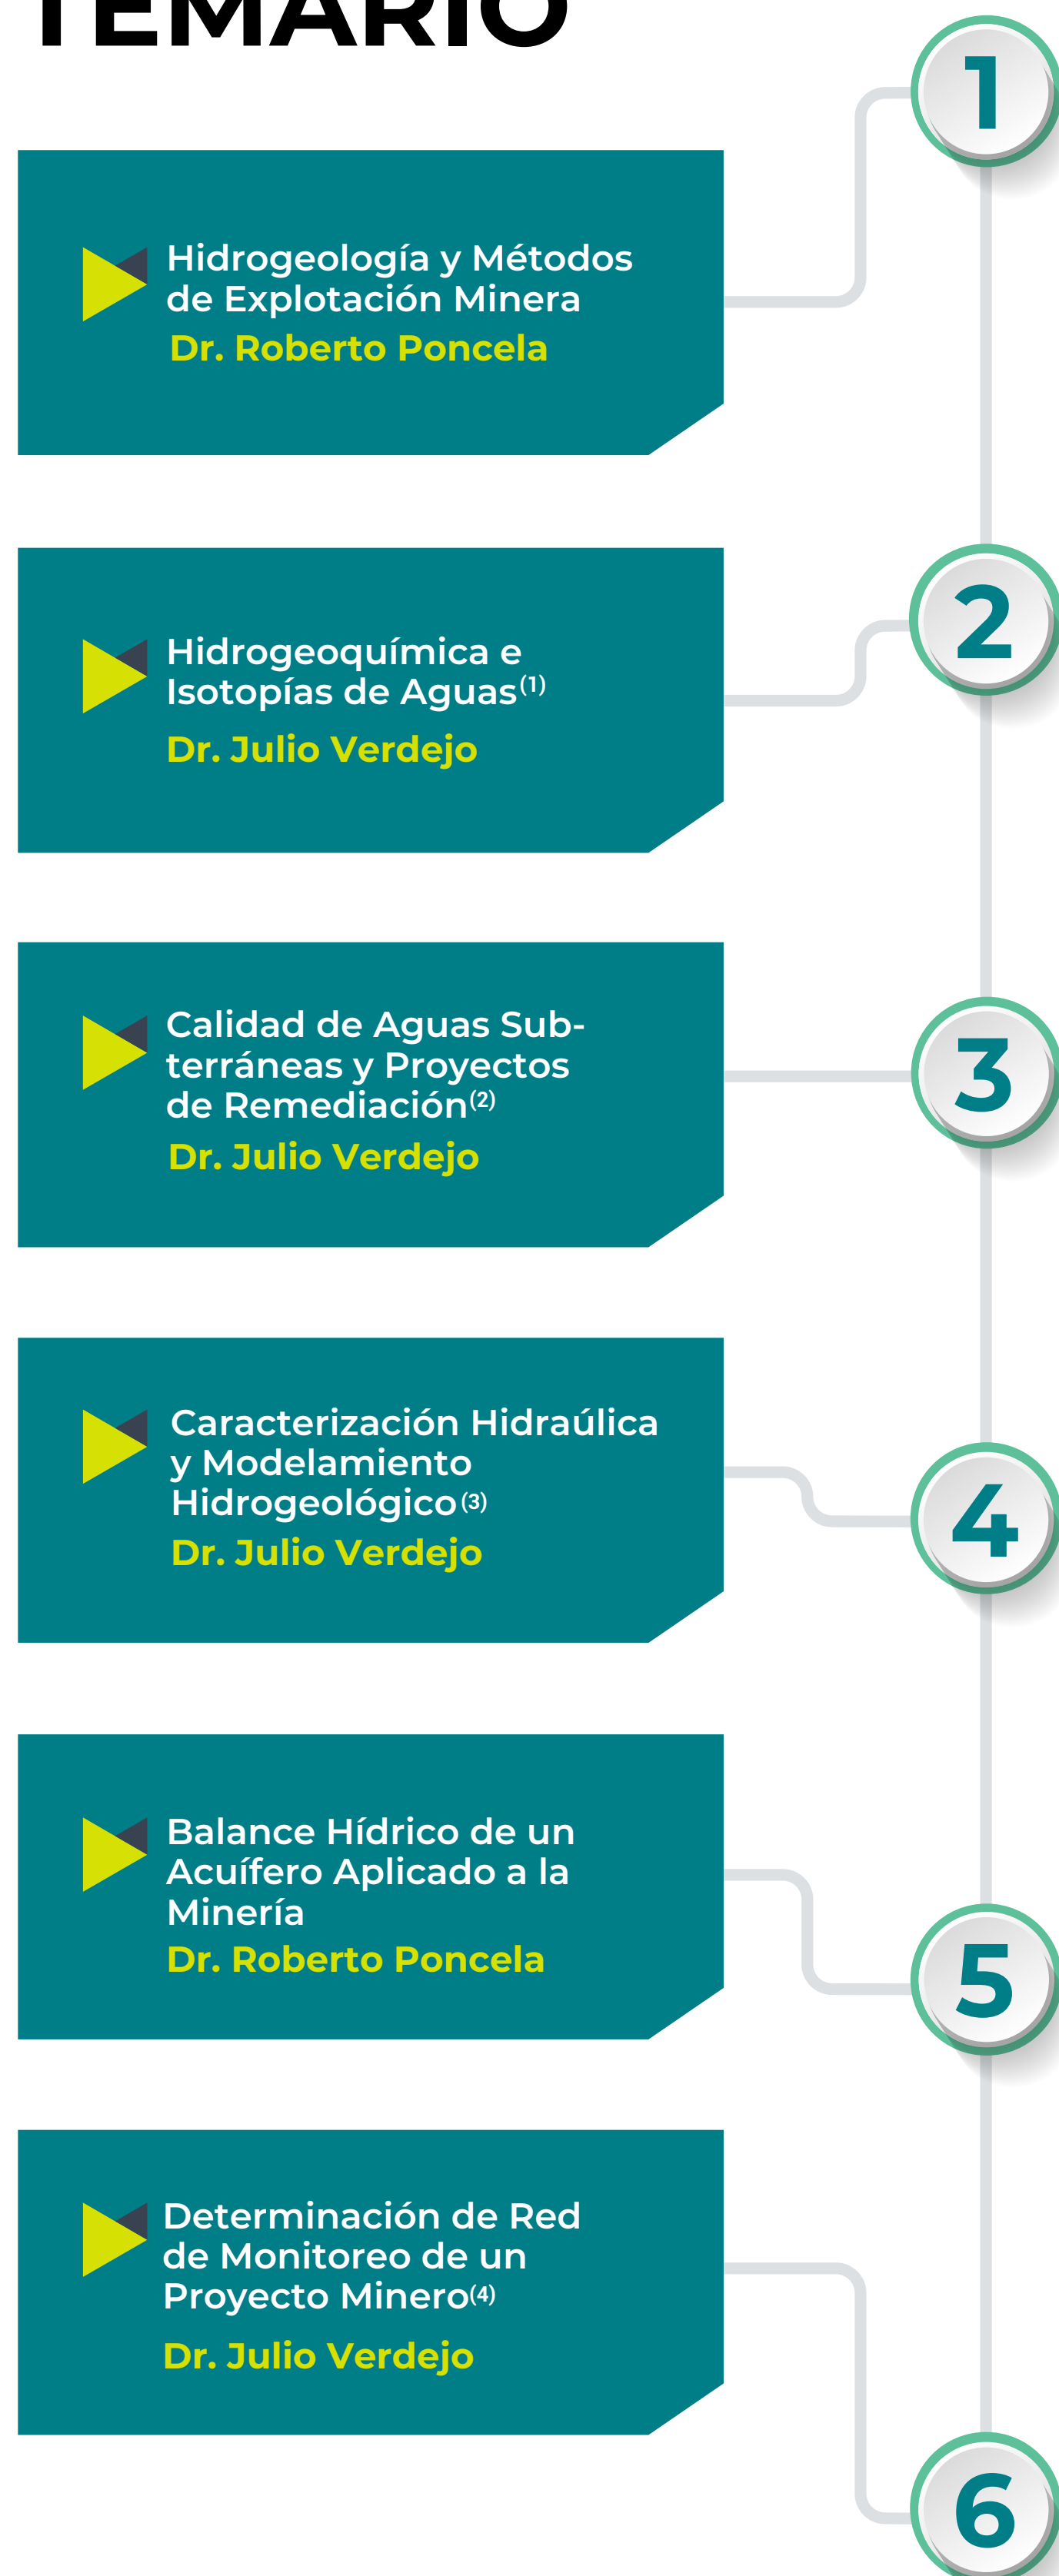 TEMARIO
1
Hidrogeología y Métodos
de Explotación Minera
Dr. Roberto Poncela
2
Hidrogeoquímica e
Isotopías de Aguas(1)
Dr. Julio Verdejo
3
Calidad de Aguas Sub-
terráneas y Proyectos
de Remediación(2)
Dr. Julio Verdejo
4
Caracterización Hidraúlica
y Modelamiento
Hidrogeológico(3)
Dr. Julio Verdejo
5
Balance Hídrico de un
Acuífero Aplicado a la
Minería
Dr. Roberto Poncela
6
Determinación de Red
de Monitoreo de un
Proyecto Minero(4)
Dr. Julio Verdejo